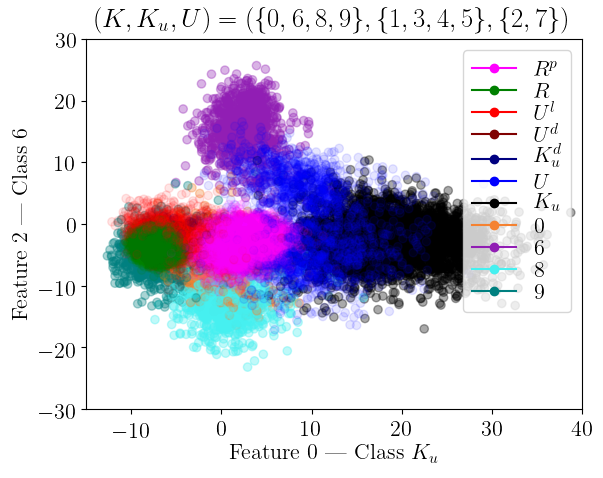 (K, K_u, U) = ({0, 6, 8, 9}, {1, 3, 4, 5}, {2, 7})
30
20
10
0
−10
−20
−30
Feature 2 — Class 6
R^p
R
U^l
U^d
K_u^d
U
K_u
0
6
8
9
−10
0
10
20
30
40
Feature 0 — Class K_u